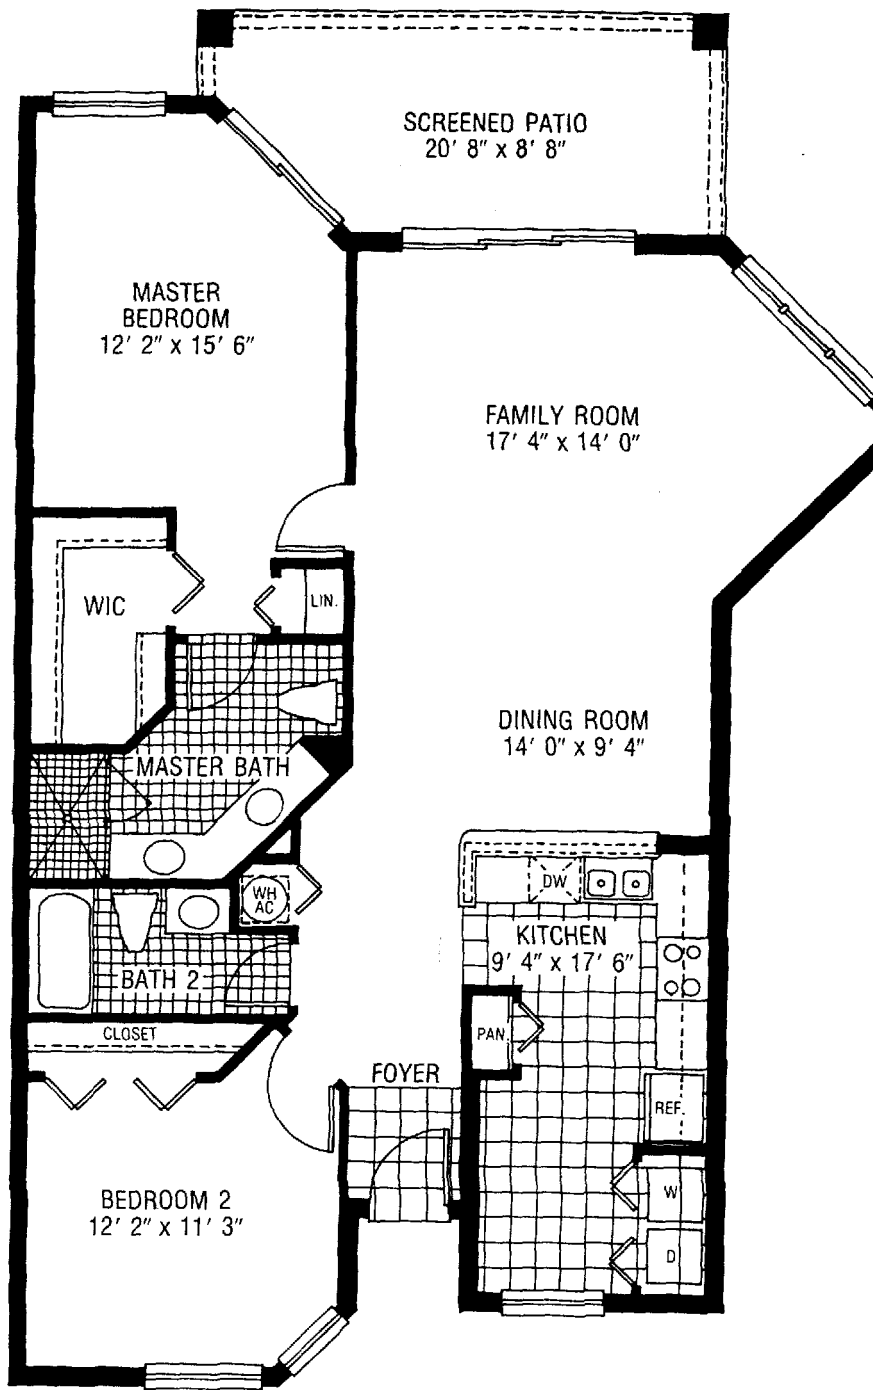 SCREENED PATIO
20' 8" x 8' 8"
MASTER
BEDROOM
12' 2" x 15' 6"
FAMILY ROOM
17' 4" x 14' 0"
WIC
LIN.
DINING ROOM
14' 0" x 9' 4"
MASTER BATH
WH
AC
DW
KITCHEN
9' 4" x 17' 6"
BATH 2
PAN
CLOSET
FOYER
REF.
BEDROOM 2
12' 2" x 11' 3"
W
D